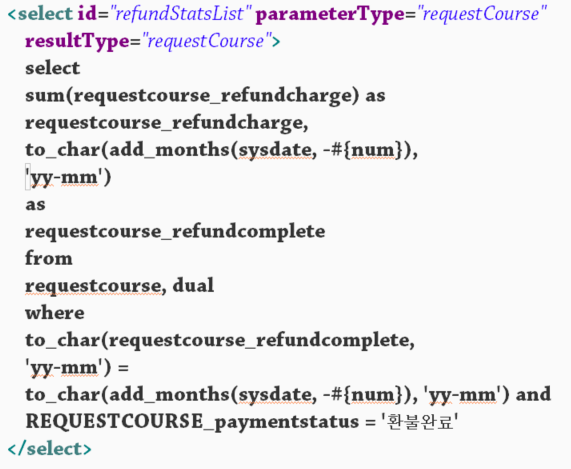 <select id="refundStatsList" parameterType="requestCourse"
resultType="requestCourse">
select
sum(requestcourse_refundcharge) as
requestcourse_refundcharge,
to_char(add_months(sysdate, -#{num}),
'yy-mm')
as
requestcourse_refundcomplete
from
requestcourse, dual
where
to_char(requestcourse_refundcomplete,
'yy-mm') =
to_char(add_months(sysdate, -#{num}), 'yy-mm') and
REQUESTCOURSE_paymentstatus = '환불완료'
</select>